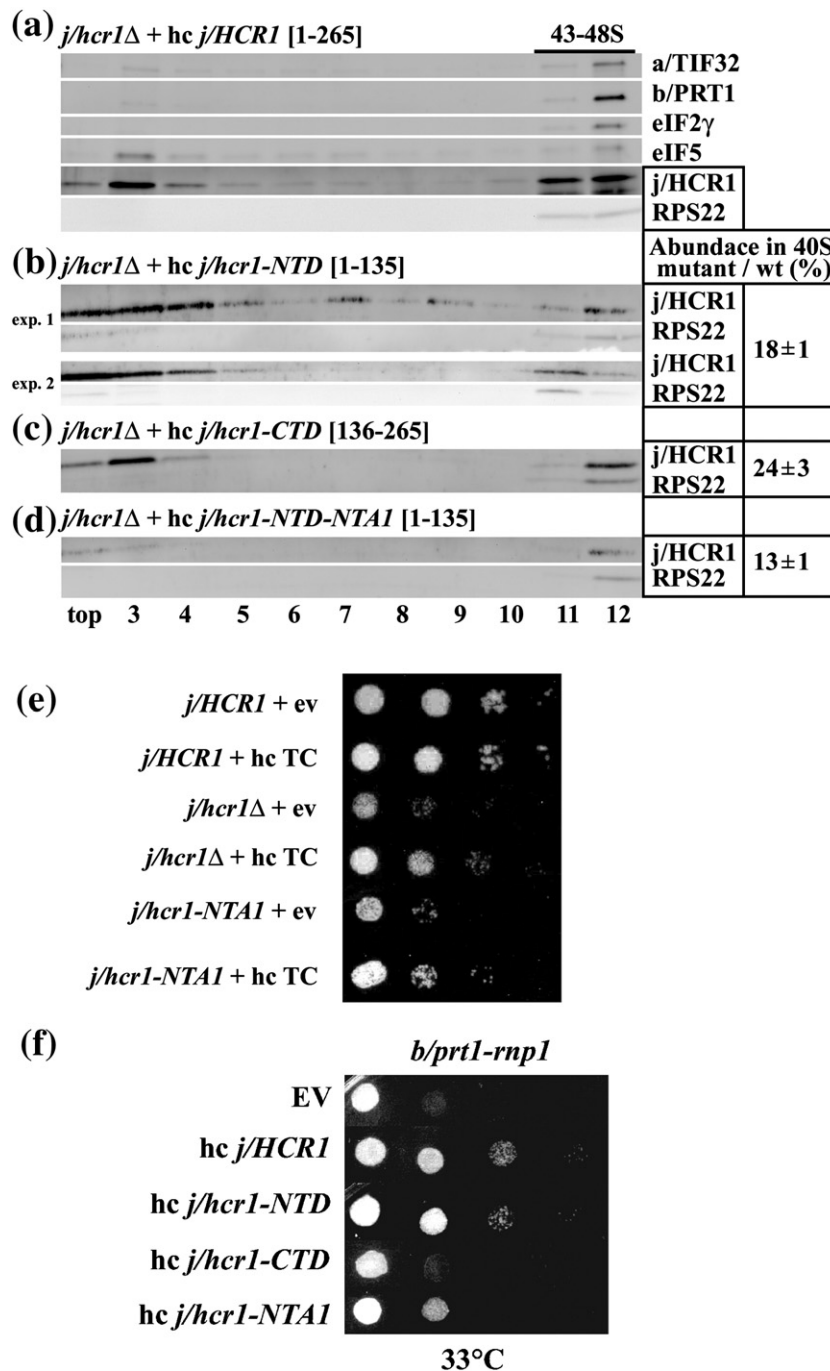 (a) j/hcr1Δ + hc j/HCR1 [1-265] 43-48S
a/TIF32
b/PRT1
eIF2γ
eIF5
j/HCR1
RPS22
Abundace in 40S
mutant / wt (%)
(b) j/hcr1Δ + hc j/hcr1-NTD [1-135]
exp. 1
j/HCR1
RPS22
exp. 2
j/HCR1
RPS22
18±1
(c) j/hcr1Δ + hc j/hcr1-CTD [136-265]
j/HCR1
RPS22
24±3
(d) j/hcr1Δ + hc j/hcr1-NTD-NTA1 [1-135]
j/HCR1
RPS22
13±1
top 3 4 5 6 7 8 9 10 11 12
(e)
j/HCR1 + ev
j/HCR1 + hc TC
j/hcr1Δ + ev
j/hcr1Δ + hc TC
j/hcr1-NTA1 + ev
j/hcr1-NTA1 + hc TC
(f)
b/prt1-rnp1
EV
hc j/HCR1
hc j/hcr1-NTD
hc j/hcr1-CTD
hc j/hcr1-NTA1
33°C